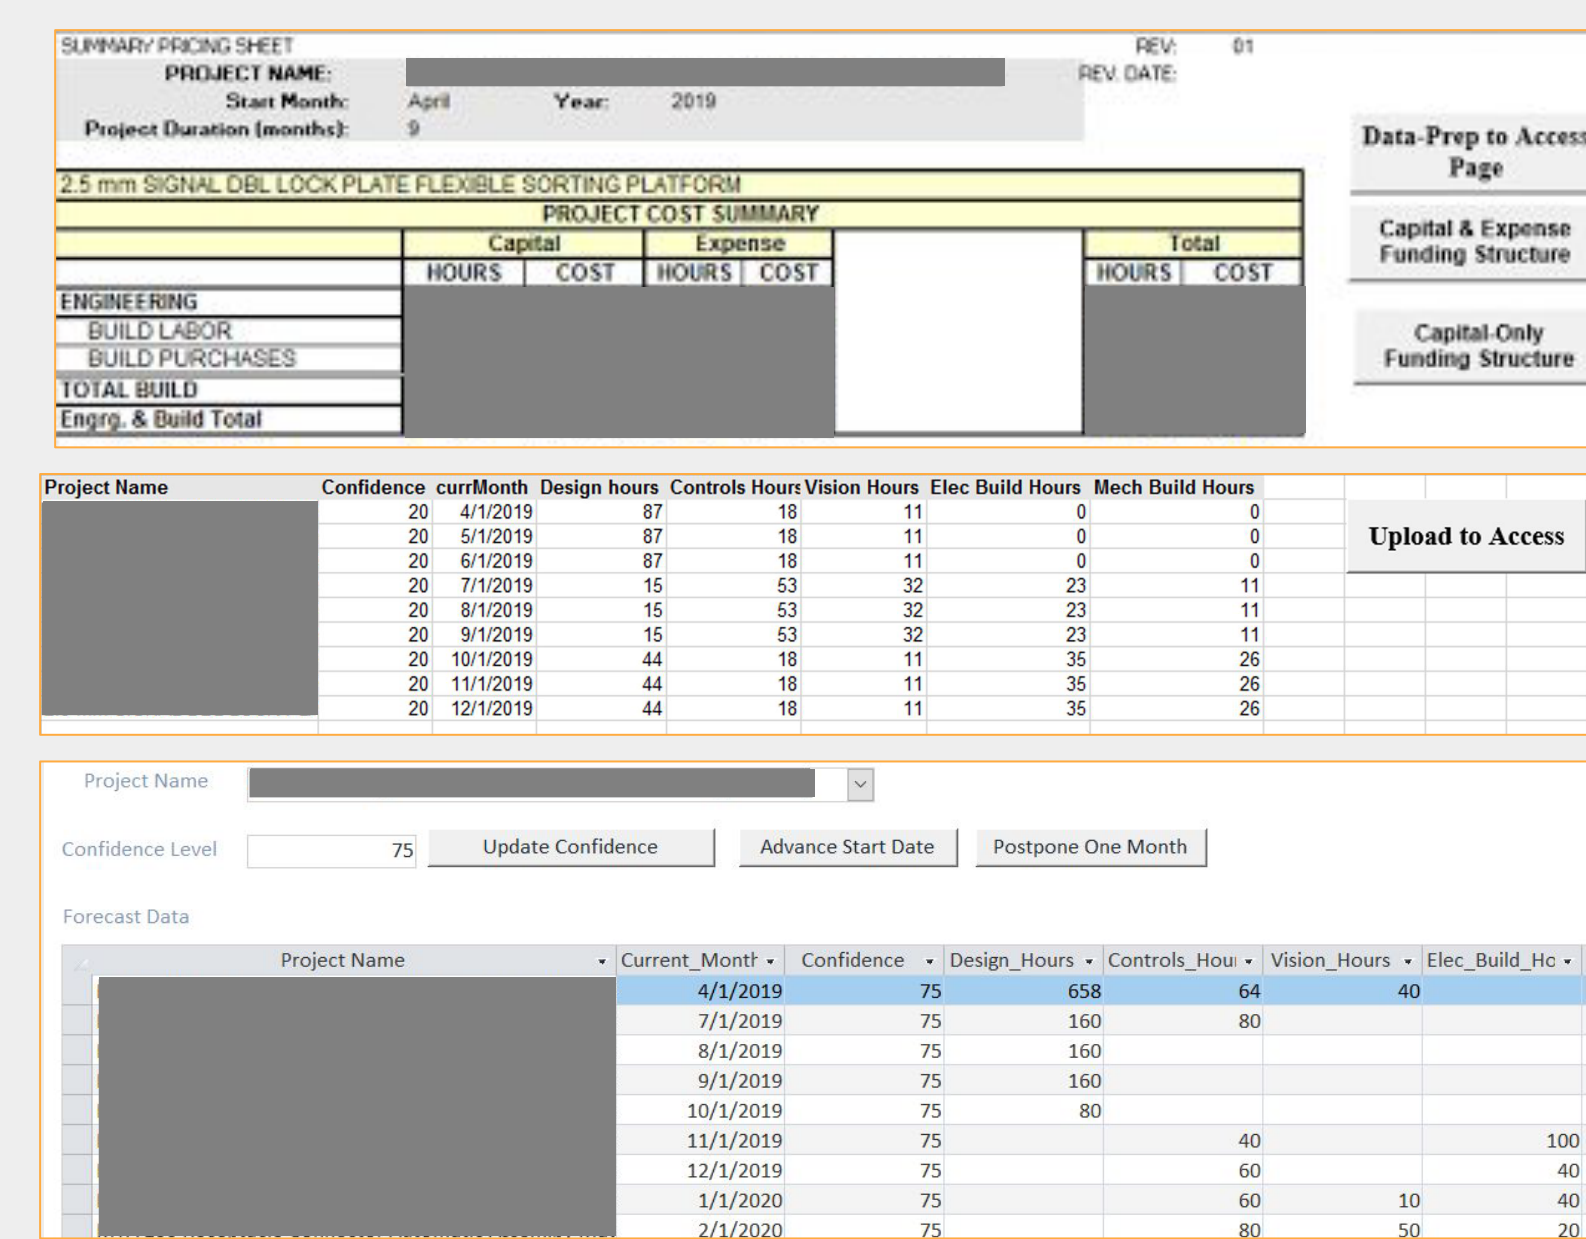 SUMMARY PRICING SHEET REV: 01
PROJECT NAME: REV. DATE:
Start Month: April Year: 2019
Project Duration (months): 9
Data-Prep to Access
Page
2.5 mm SIGNAL DBL LOCK PLATE FLEXIBLE SORTING PLATFORM
PROJECT COST SUMMARY
Capital Expense Total
HOURS COST HOURS COST HOURS COST
Capital & Expense
Funding Structure
ENGINEERING
BUILD LABOR
BUILD PURCHASES
TOTAL BUILD
Engrg. & Build Total
Capital-Only
Funding Structure
Project Name Confidence currMonth Design hours Controls Hours Vision Hours Elec Build Hours Mech Build Hours
20 4/1/2019 87 18 11 0 0
20 5/1/2019 87 18 11 0 0
20 6/1/2019 87 18 11 0 0
20 7/1/2019 15 53 32 23 11
20 8/1/2019 15 53 32 23 11
20 9/1/2019 15 53 32 23 11
20 10/1/2019 44 18 11 35 26
20 11/1/2019 44 18 11 35 26
20 12/1/2019 44 18 11 35 26
Upload to Access
Project Name
Confidence Level 75 Update Confidence Advance Start Date Postpone One Month
Forecast Data
Project Name Current_Month Confidence Design_Hours Controls_Hou Vision_Hours Elec_Build_Ho
4/1/2019 75 658 64 40
7/1/2019 75 160 80
8/1/2019 75 160
9/1/2019 75 160
10/1/2019 75 80
11/1/2019 75 40 100
12/1/2019 75 60 40
1/1/2020 75 60 10 40
2/1/2020 75 80 50 20